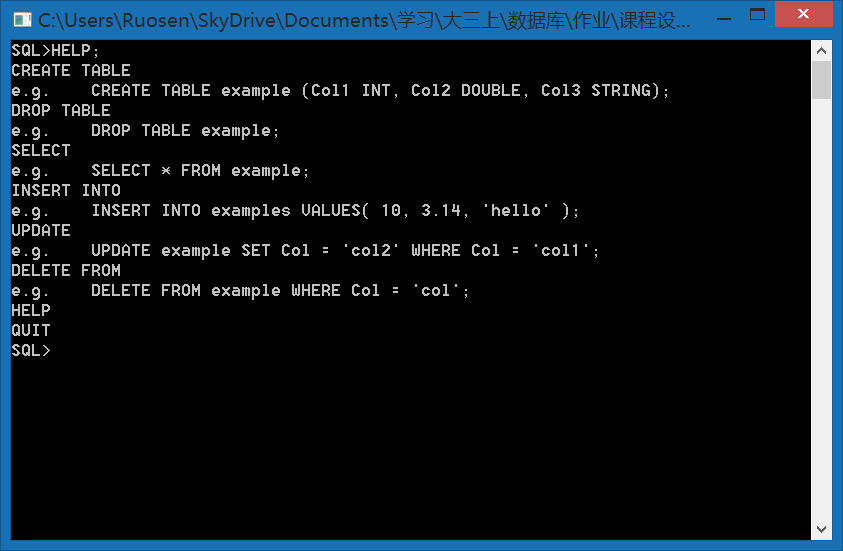 C:\Users\Ruosen\SkyDrive\Documents\学习\大三上\数据库\作业\课程设...
SQL>HELP;
CREATE TABLE
e.g.    CREATE TABLE example (Col1 INT, Col2 DOUBLE, Col3 STRING);
DROP TABLE
e.g.    DROP TABLE example;
SELECT
e.g.    SELECT * FROM example;
INSERT INTO
e.g.    INSERT INTO examples VALUES( 10, 3.14, 'hello' );
UPDATE
e.g.    UPDATE example SET Col = 'col2' WHERE Col = 'col1';
DELETE FROM
e.g.    DELETE FROM example WHERE Col = 'col';
HELP
QUIT
SQL>